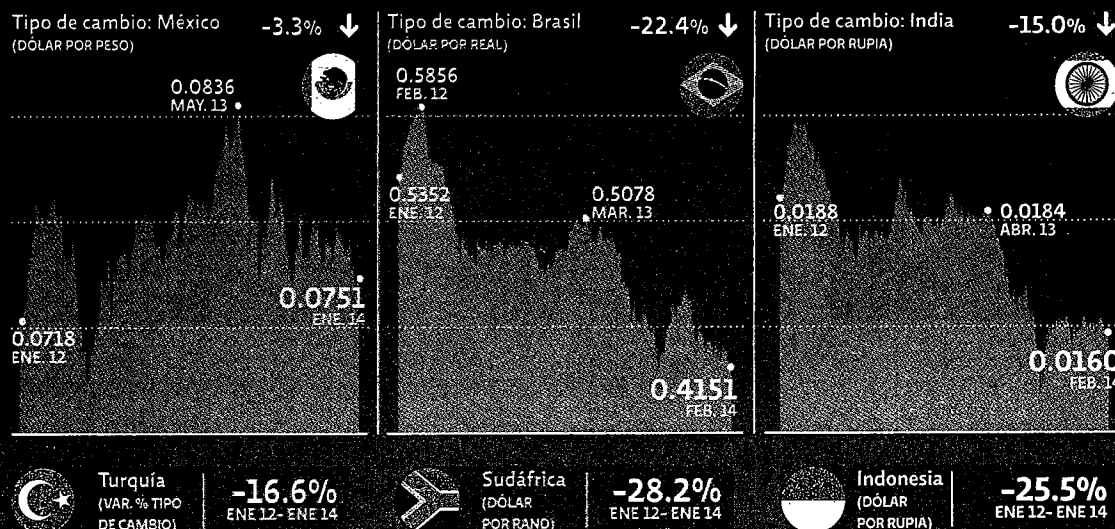 Tipo de cambio: México -3.3%
(DÓLAR POR PESO)
0.0836
MAY. 13
0.0718
ENE. 12
0.0751
ENE. 14
Tipo de cambio: Brasil -22.4%
(DÓLAR POR REAL)
0.5856
FEB. 12
0.5352
ENE. 12
0.5078
MAR. 13
0.4151
FEB. 14
Tipo de cambio: India -15.0%
(DÓLAR POR RUPIA)
0.0188
ENE. 12
0.0184
ABR. 13
0.0160
FEB. 14
Turquía
(VAR. % TIPO
DE CAMBIO)
-16.6%
ENE 12- ENE 14
Sudáfrica
(DÓLAR
POR RAND)
-28.2%
ENE 12- ENE 14
Indonesia
(DÓLAR
POR RUPIA)
-25.5%
ENE 12- ENE 14